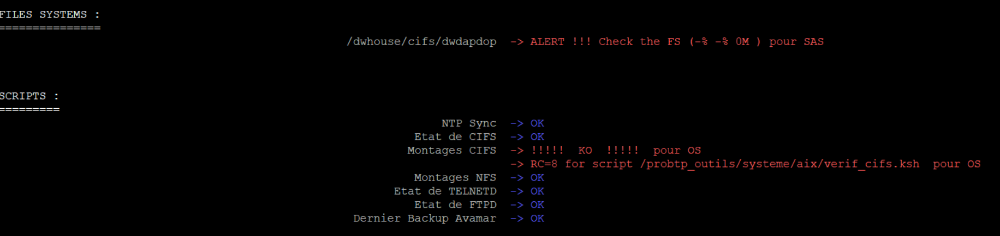 FILES SYSTEMS :
===============
/dwhouse/cifs/dwdapdop -> ALERT !!! Check the FS (-% -% 0M ) pour SAS
SCRIPTS :
=========
NTP Sync -> OK
Etat de CIFS -> OK
Montages CIFS -> !!!!! KO !!!!! pour OS
-> RC=8 for script /probtp_outils/systeme/aix/verif_cifs.ksh pour OS
Montages NFS -> OK
Etat de TELNETD -> OK
Etat de FTPD -> OK
Dernier Backup Avamar -> OK